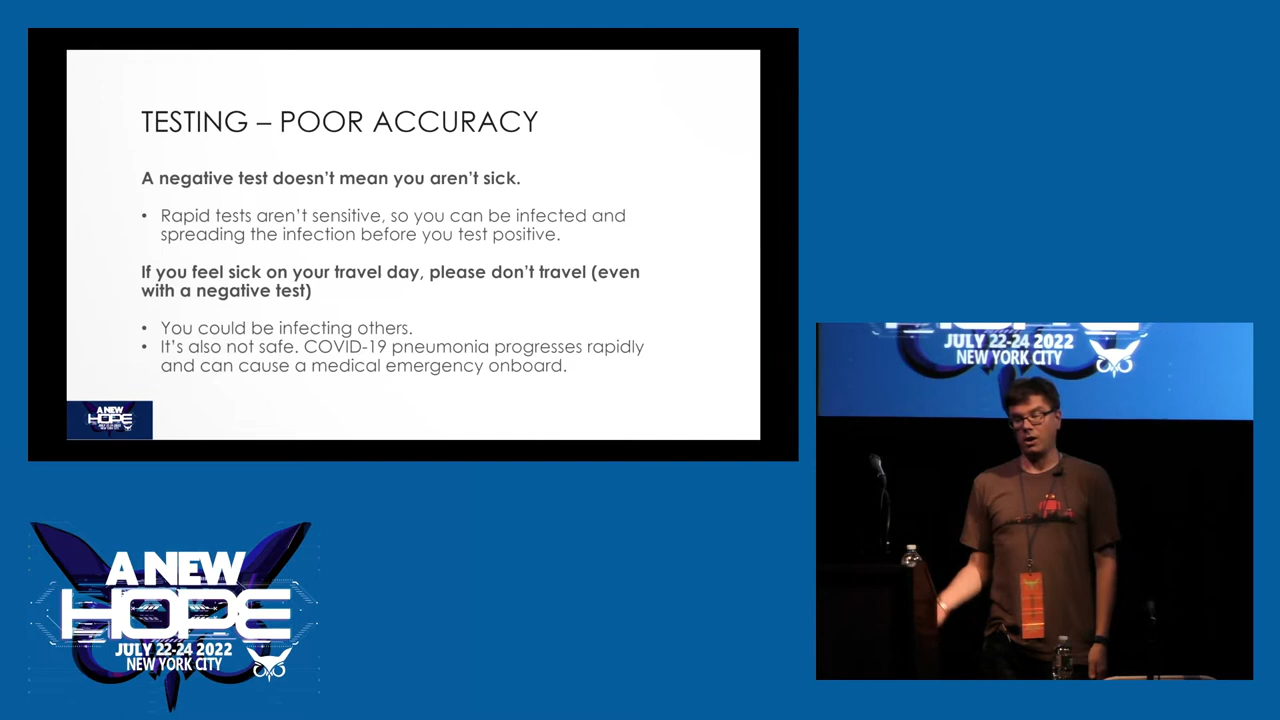 TESTING – POOR ACCURACY
A negative test doesn't mean you aren't sick.
• Rapid tests aren't sensitive, so you can be infected and
spreading the infection before you test positive.
If you feel sick on your travel day, please don't travel (even
with a negative test)
• You could be infecting others.
• It's also not safe. COVID-19 pneumonia progresses rapidly
and can cause a medical emergency onboard.
A NEW
HOPE
JULY 22-24 2022
NEW YORK CITY
JULY 22-24 2022
NEW YORK CITY
A NEW
HOPE
JULY 22-24 2022
NEW YORK CITY